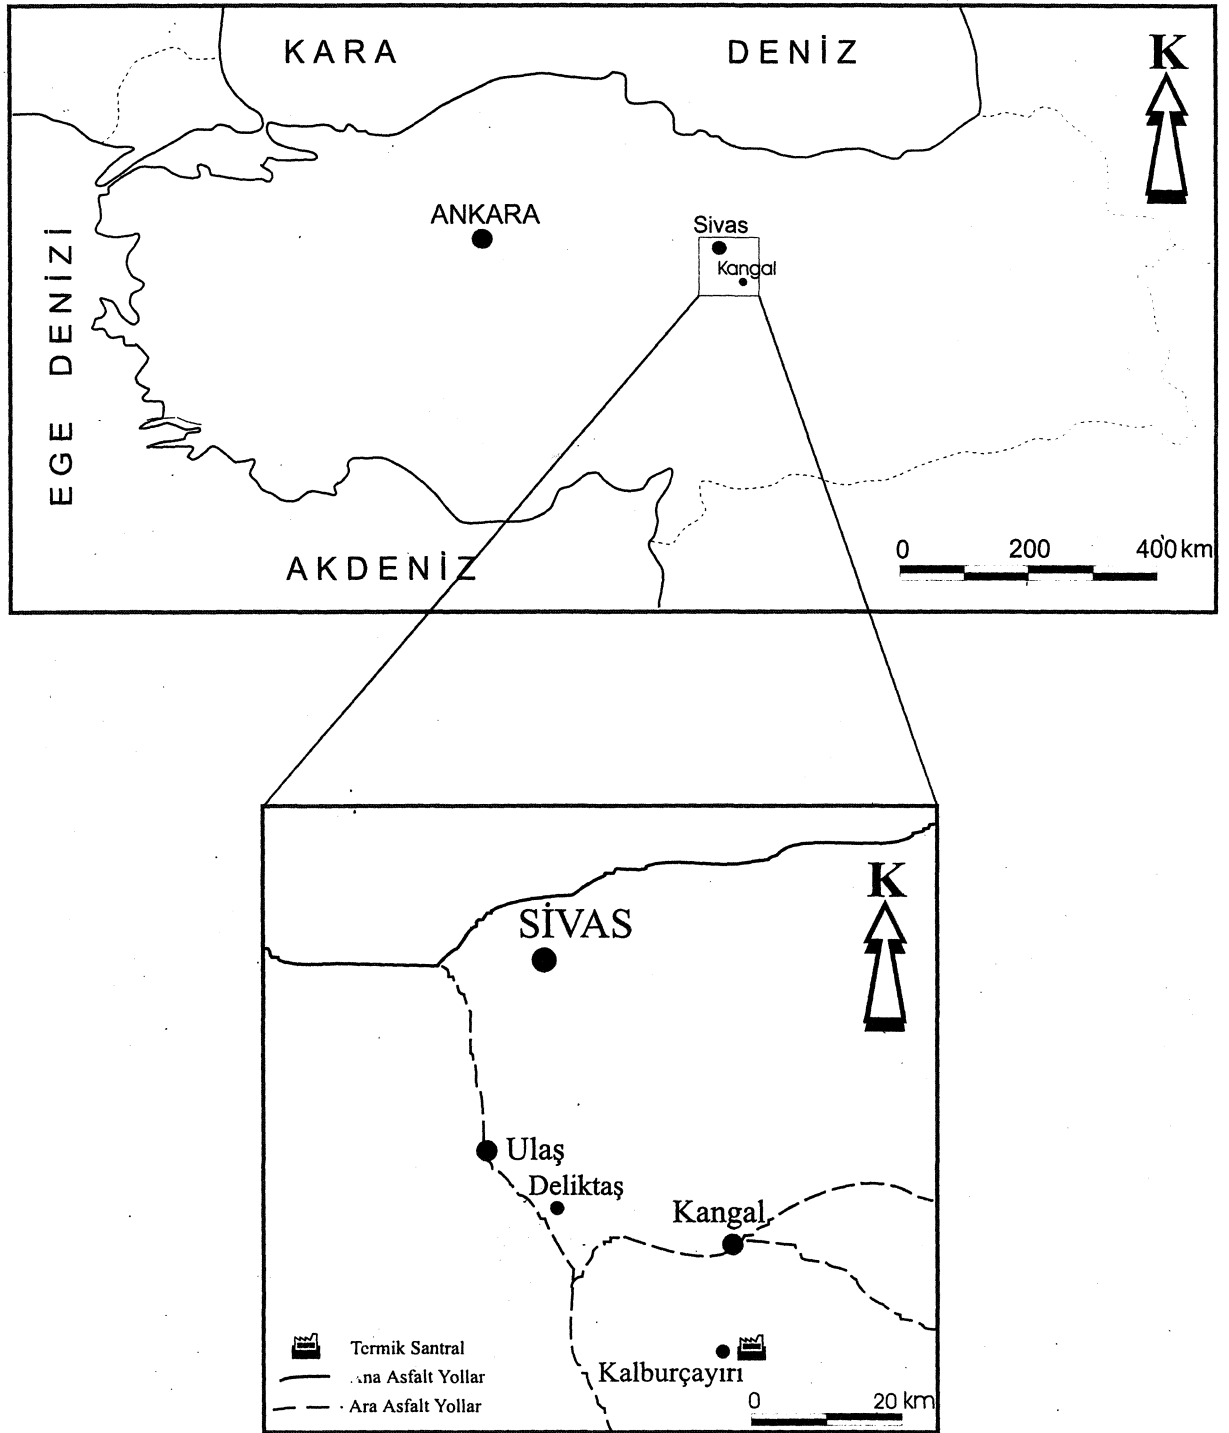 KARA DENİZ
K
ANKARA
Sivas
Kangal
EGE DENİZİ
AKDENİZ
0 200 400 km
K
SİVAS
Ulaş
Deliktaş
Kangal
Termik Santral
Asfalt Yollar
Ara Asfalt Yollar
Kalburçayırı
0 20 km